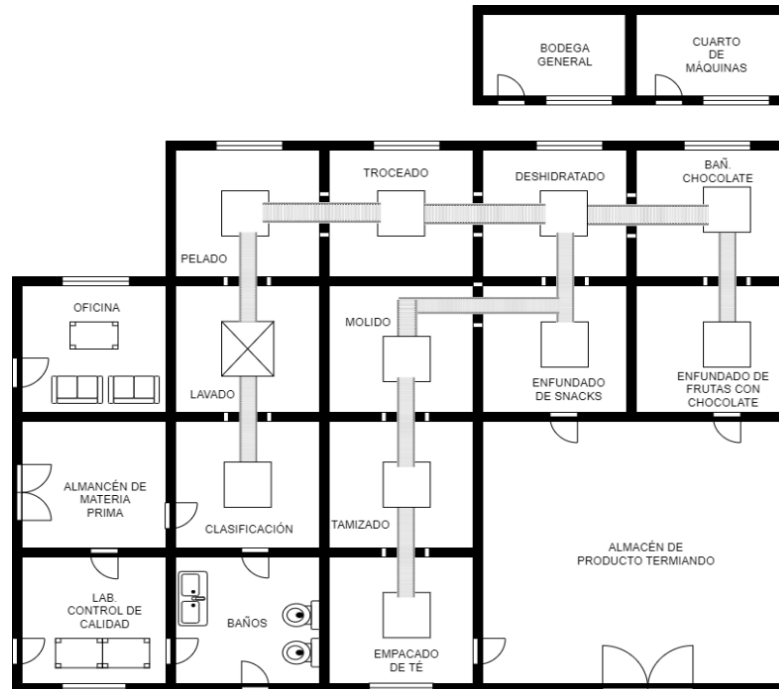 BODEGA
GENERAL
CUARTO
DE
MÁQUINAS
TROCEADO
DESHIDRATADO
BAÑ.
CHOCOLATE
PELADO
OFICINA
MOLIDO
LAVADO
ENFUNDADO
DE SNACKS
ENFUNDADO DE
FRUTAS CON
CHOCOLATE
ALMANCÉN DE
MATERIA
PRIMA
CLASIFICACIÓN
TAMIZADO
ALMACÉN DE
PRODUCTO TERMIANDO
LAB.
CONTROL DE
CALIDAD
BAÑOS
EMPACADO
DE TÉ